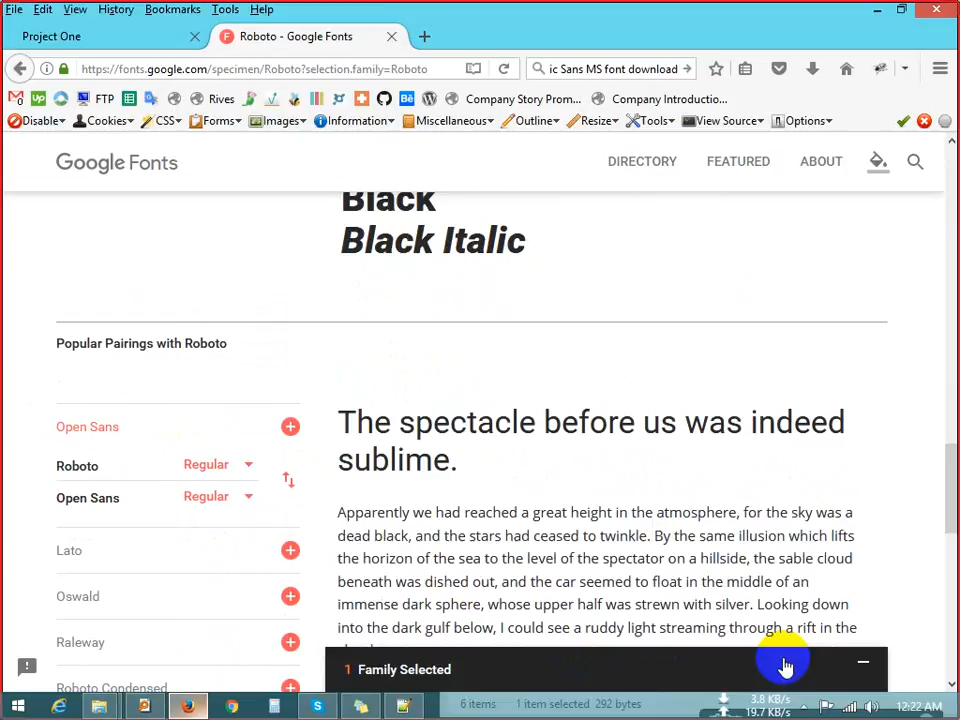 File Edit View History Bookmarks Tools Help
Project One
Roboto - Google Fonts
https://fonts.google.com/specimen/Roboto?selection.family=Roboto
ic Sans MS font download
Up FTP Rives Bē Company Story Prom... Company Introductio...
Disable Cookies CSS Forms Images Information Miscellaneous Outline Resize Tools View Source Options
Google Fonts
DIRECTORY FEATURED ABOUT
Black
Black Italic
Popular Pairings with Roboto
Open Sans
Roboto Regular
Open Sans Regular
Lato
Oswald
Raleway
Roboto Condensed
The spectacle before us was indeed
sublime.
Apparently we had reached a great height in the atmosphere, for the sky was a
dead black, and the stars had ceased to twinkle. By the same illusion which lifts
the horizon of the sea to the level of the spectator on a hillside, the sable cloud
beneath was dished out, and the car seemed to float in the middle of an
immense dark sphere, whose upper half was strewn with silver. Looking down
into the dark gulf below, I could see a ruddy light streaming through a rift in the
1 Family Selected
6 items 1 item selected 292 bytes
3.8 KB/s
19.7 KB/s
12:22 AM